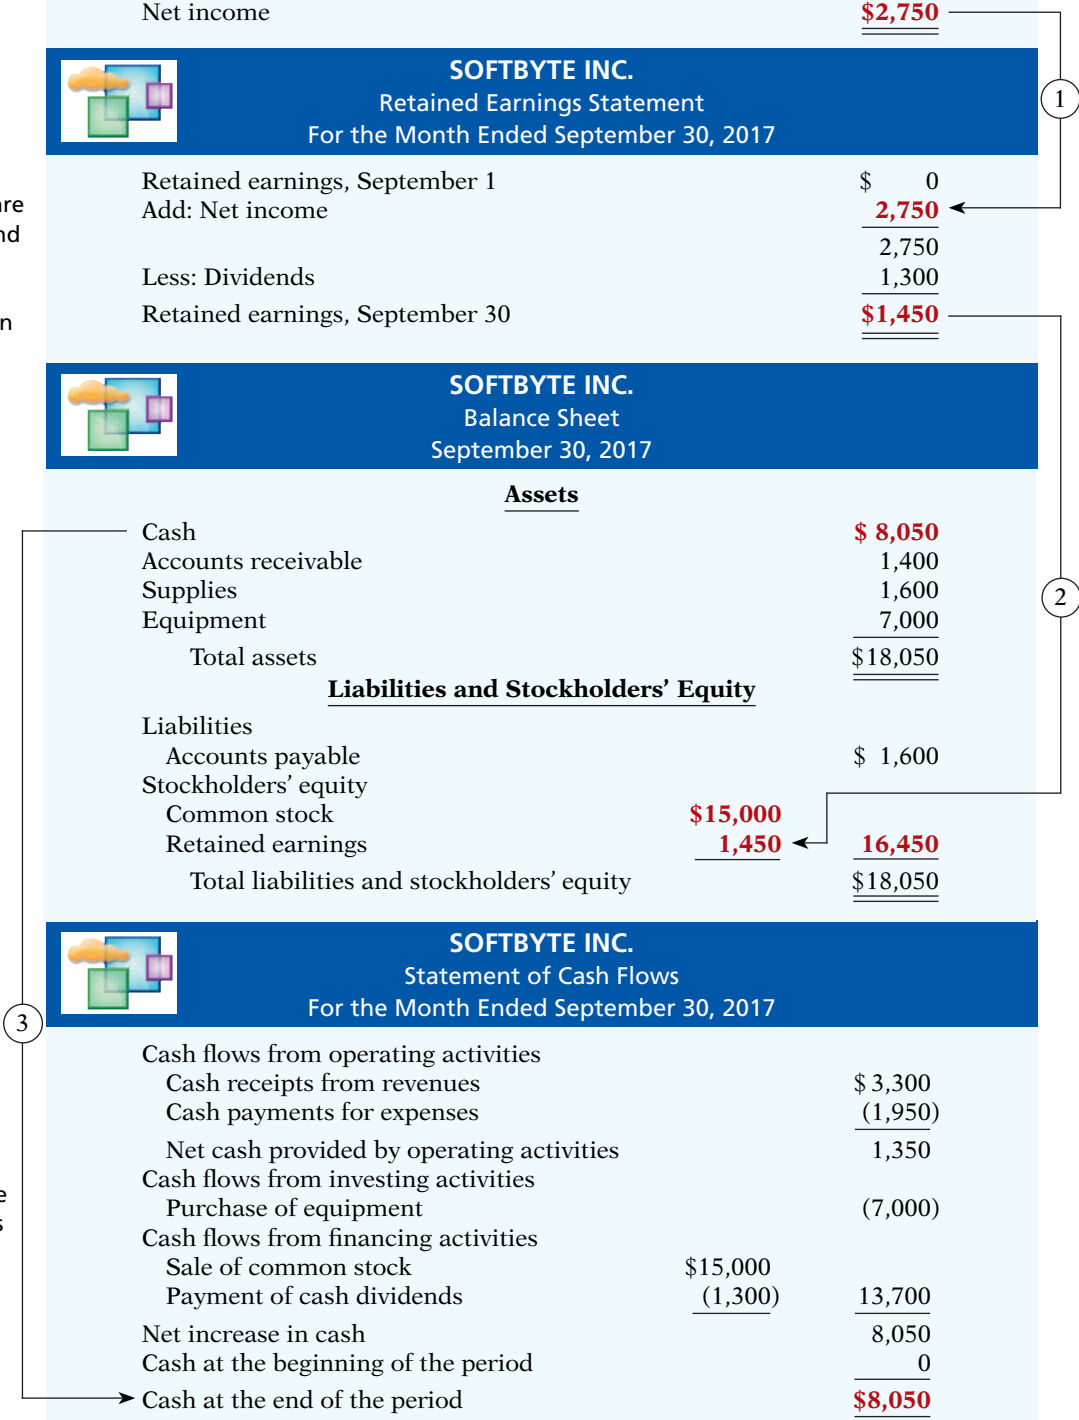 Net income $2,750
SOFTBYTE INC.
Retained Earnings Statement
For the Month Ended September 30, 2017
1
Retained earnings, September 1 $ 0
Add: Net income 2,750
2,750
Less: Dividends 1,300
Retained earnings, September 30 $1,450
are
nd
n
SOFTBYTE INC.
Balance Sheet
September 30, 2017
Assets
Cash $ 8,050
Accounts receivable 1,400
Supplies 1,600
Equipment 7,000
Total assets $18,050
2
Liabilities and Stockholders’ Equity
Liabilities
Accounts payable $ 1,600
Stockholders’ equity
Common stock $15,000
Retained earnings 1,450 16,450
Total liabilities and stockholders’ equity $18,050
SOFTBYTE INC.
Statement of Cash Flows
For the Month Ended September 30, 2017
3
Cash flows from operating activities
Cash receipts from revenues $ 3,300
Cash payments for expenses (1,950)
Net cash provided by operating activities 1,350
Cash flows from investing activities
Purchase of equipment (7,000)
Cash flows from financing activities
Sale of common stock $15,000
Payment of cash dividends (1,300) 13,700
Net increase in cash 8,050
Cash at the beginning of the period 0
Cash at the end of the period $8,050
e
s